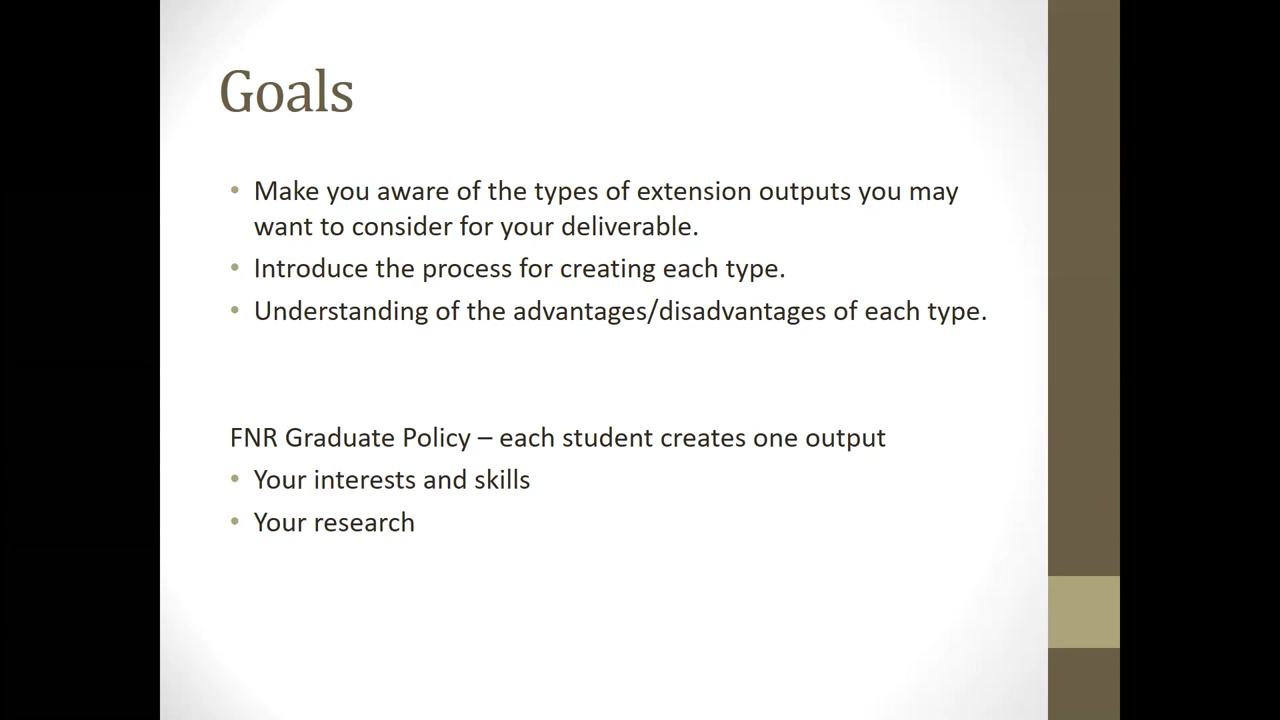 Goals
• Make you aware of the types of extension outputs you may
want to consider for your deliverable.
• Introduce the process for creating each type.
• Understanding of the advantages/disadvantages of each type.
FNR Graduate Policy – each student creates one output
• Your interests and skills
• Your research